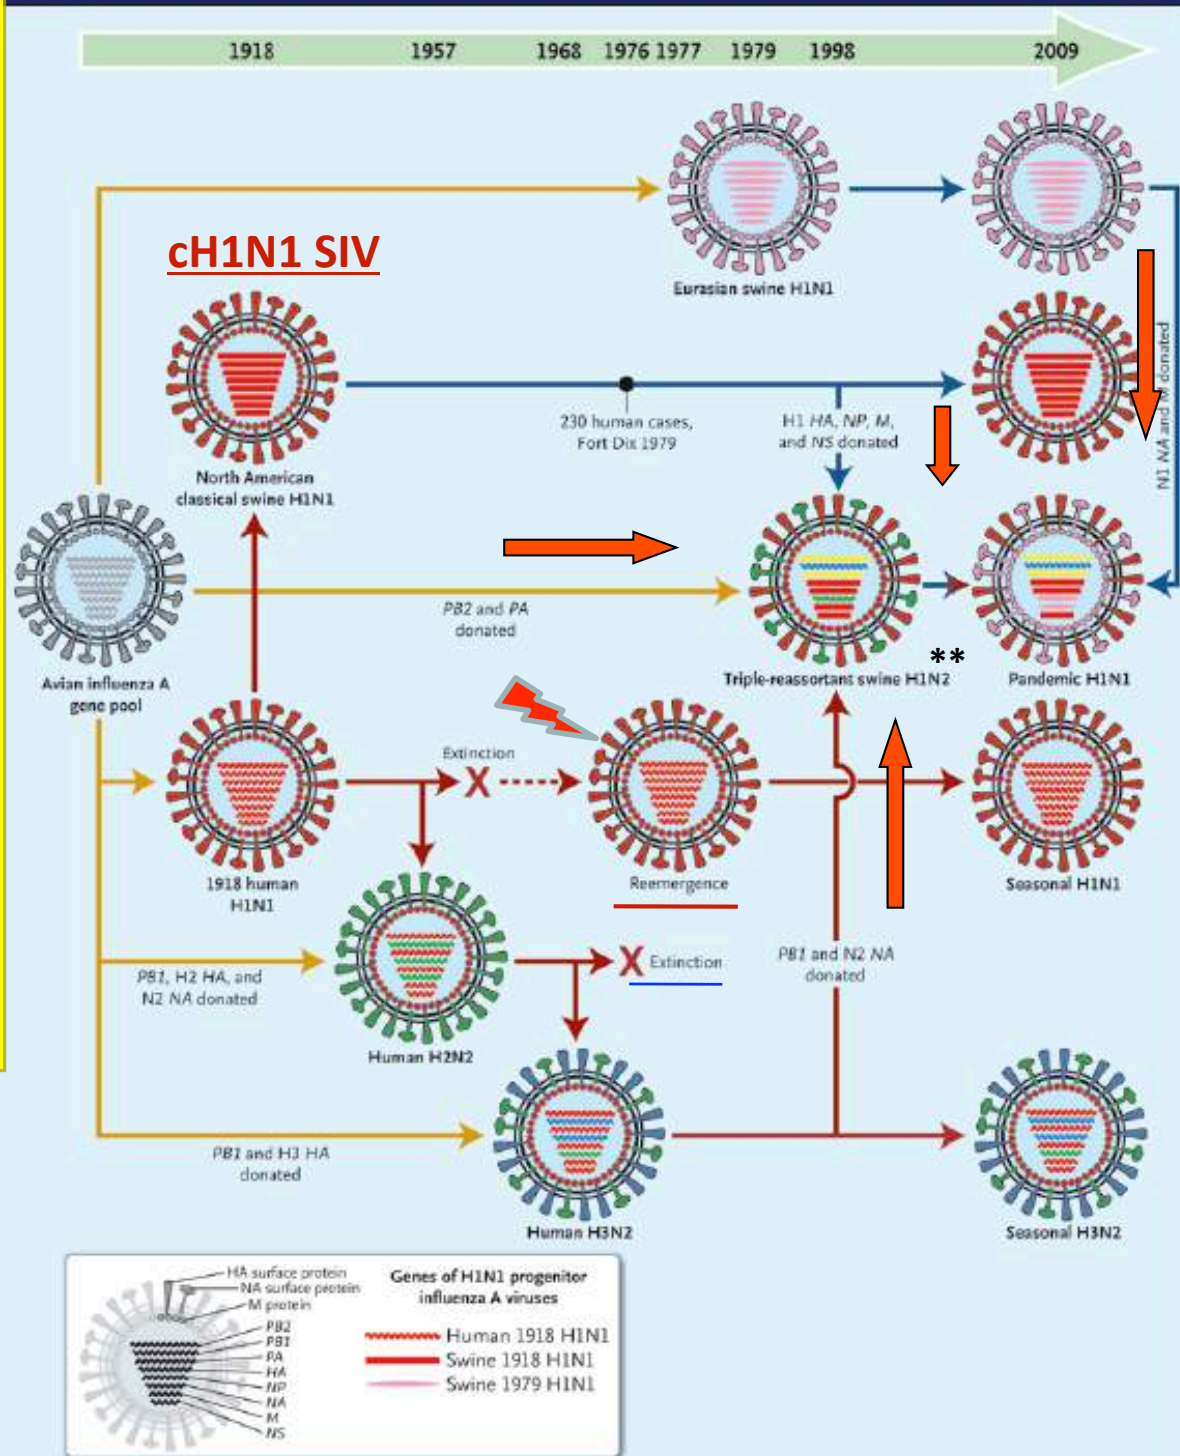 1918 1957 1968 1976 1977 1979 1998 2009
cH1N1 SIV
Eurasian swine H1N1
N1 NA and M donated
230 human cases,
Fort Dix 1979
H1 HA, NP, M,
and NS donated
North American
classical swine H1N1
PB2 and PA
donated
Avian influenza A
gene pool
Triple-reassortant swine H1N2
**
Pandemic H1N1
Extinction
X
1918 human
H1N1
Reemergence
Seasonal H1N1
PB1, H2 HA, and
N2 NA donated
X Extinction
PB1 and N2 NA
donated
Human H2N2
PB1 and H3 HA
donated
Human H3N2
Seasonal H3N2
HA surface protein
NA surface protein
M protein
PB2
PB1
PA
HA
NP
NA
M
NS
Genes of H1N1 progenitor
influenza A viruses
Human 1918 H1N1
Swine 1918 H1N1
Swine 1979 H1N1